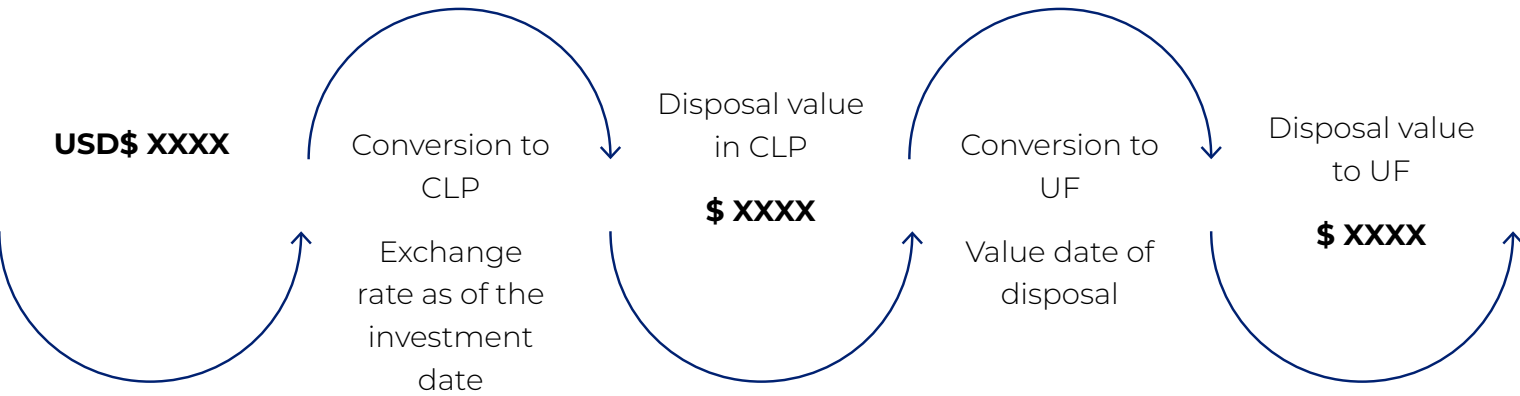 USD$ XXXX
Conversion to
CLP
Exchange
rate as of the
investment
date
Disposal value
in CLP
$ XXXX
Conversion to
UF
Value date of
disposal
Disposal value
to UF
$ XXXX